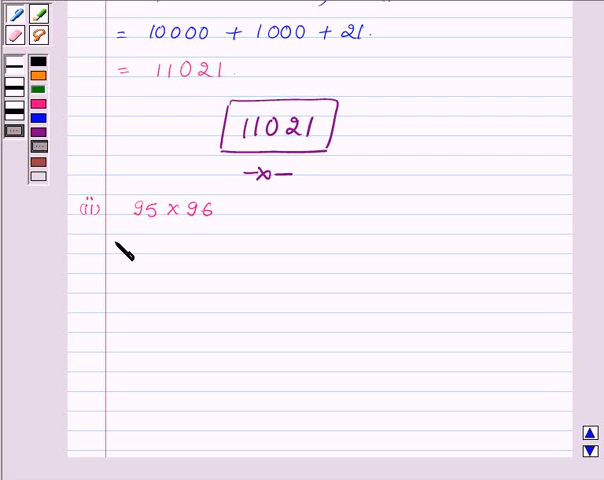 = 10000 + 1000 + 21.
= 11021.
11021
(ii) 95 × 96